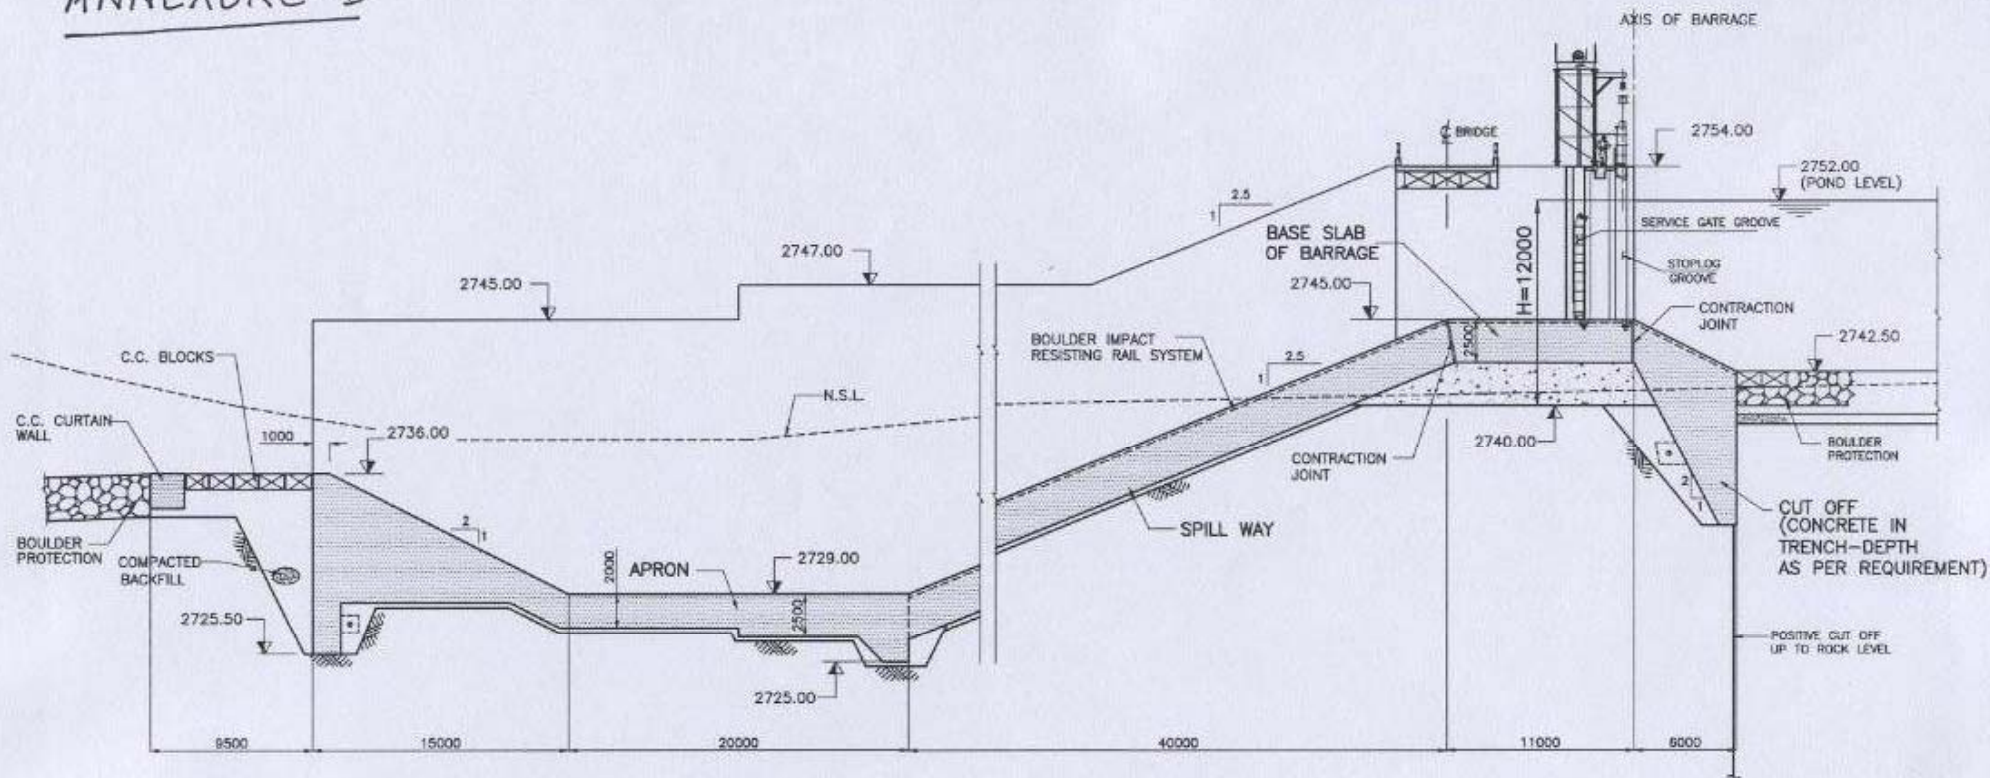 ANNEXURE-
AXIS OF BARRAGE
2754.00
C BRIDGE
2752.00
(POND LEVEL)
2.5
1
SERVICE GATE GROOVE
BASE SLAB
OF BARRAGE
H=12000
2747.00
STOPLOG
GROOVE
2745.00
2745.00
CONTRACTION
JOINT
2500
2742.50
BOULDER IMPACT
RESISTING RAIL SYSTEM
2.5
1
C.C. BLOCKS
N.S.L.
C.C. CURTAIN
WALL
1000
2736.00
2740.00
BOULDER
PROTECTION
CONTRACTION
JOINT
2
1
2
1
CUT OFF
(CONCRETE IN
TRENCH-DEPTH
AS PER REQUIREMENT)
SPILL WAY
BOULDER
PROTECTION
COMPACTED
BACKFILL
2000
APRON
2729.00
2500
2725.50
POSITIVE CUT OFF
UP TO ROCK LEVEL
2725.00
9500
15000
20000
40000
11000
6000